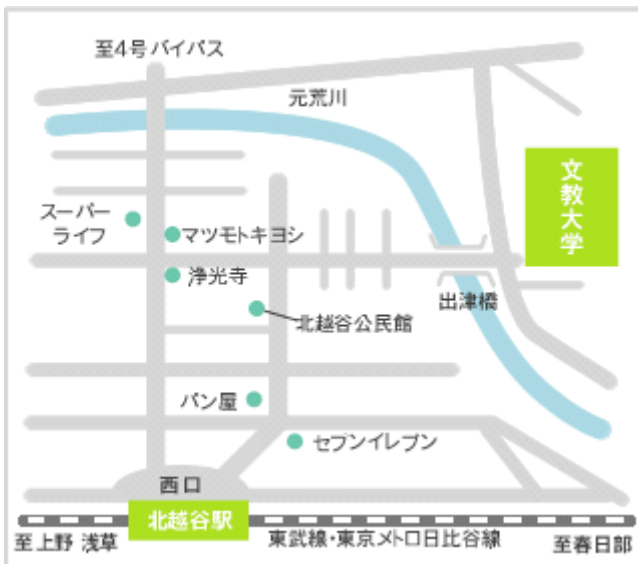 至4号バイパス
元荒川
文教大学
スーパー
ライフ
マツモトキヨシ
浄光寺
出津橋
北越谷公民館
パン屋
セブンイレブン
西口
北越谷駅
至上野 浅草
東武線・東京メトロ日比谷線
至春日部